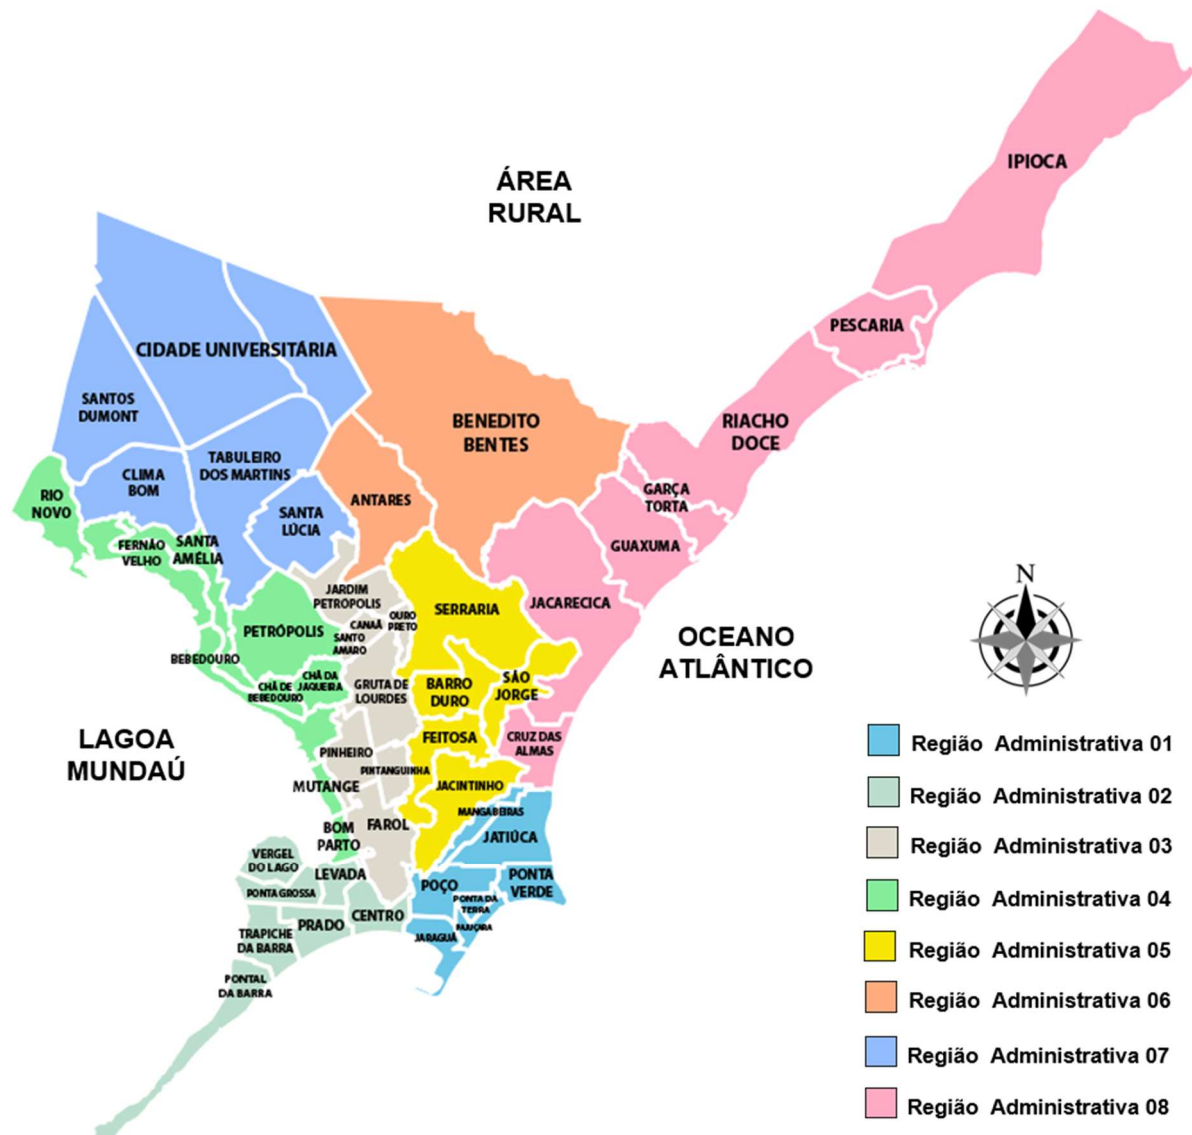 IPIOCA
ÁREA
RURAL
PESCARIA
CIDADE UNIVERSITÁRIA
SANTOS
DUMONT
BENEDITO
BENTES
RIACHO
DOCE
TABULEIRO
DOS MARTINS
CLIMA
BOM
RIO
NOVO
ANTARES
GARÇA
TORTA
SANTA
LÚCIA
FERNÃO
VELHO
SANTA
AMÉLIA
GUAXUMA
JARDIM
PETROPOLIS
SERRARIA
JACARECICA
N
OURO
PRETO
CANAÃ
SANTO
AMARO
PETRÓPOLIS
OCEANO
ATLÂNTICO
BEBEDOURO
CHÃ DA
JAQUEIRA
CHÃ DE
BEBEDOURO
GRUTA DE
LOURDES
BARRO
DURO
SÃO
JORGE
LAGOA
MUNDAÚ
FEITOSA
CRUZ DAS
ALMAS
PINHEIRO
PINTANGUINHA
MUTANGE
JACINTINHO
MANGABEIRAS
BOM
PARTO
FAROL
JATIÚCA
VERGEL
DO LAGO
LEVADA
POÇO
PONTA
VERDE
PONTA GROSSA
PONTA DA
TERRA
CENTRO
PRADO
PAJUÇARA
TRAPICHE
DA BARRA
JARAGUÁ
PONTAL
DA BARRA
Região Administrativa 01
Região Administrativa 02
Região Administrativa 03
Região Administrativa 04
Região Administrativa 05
Região Administrativa 06
Região Administrativa 07
Região Administrativa 08